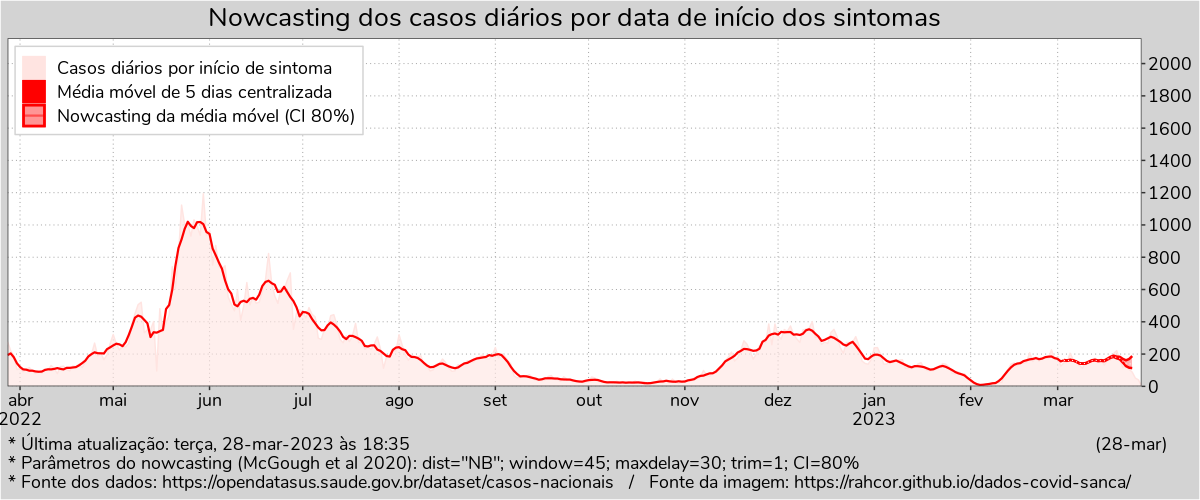 Nowcasting dos casos diários por data de início dos sintomas
Casos diários por início de sintoma
Média móvel de 5 dias centralizada
Nowcasting da média móvel (CI 80%)
2000
1800
1600
1400
1200
1000
800
600
400
200
0
abr mai jun jul ago set out nov dez jan fev mar
2022 2023
* Última atualização: terça, 28-mar-2023 às 18:35 (28-mar)
* Parâmetros do nowcasting (McGough et al 2020): dist="NB"; window=45; maxdelay=30; trim=1; CI=80%
* Fonte dos dados: https://opendatasus.saude.gov.br/dataset/casos-nacionais / Fonte da imagem: https://rahcor.github.io/dados-covid-sanca/